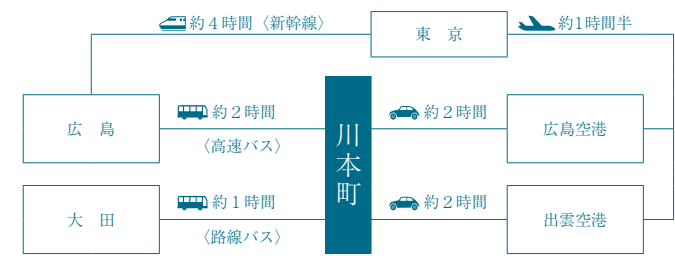 約４時間〈新幹線〉
東　京
約1時間半
広　島
約２時間
〈高速バス〉
川本町
約２時間
広島空港
大　田
約１時間
〈路線バス〉
約２時間
出雲空港